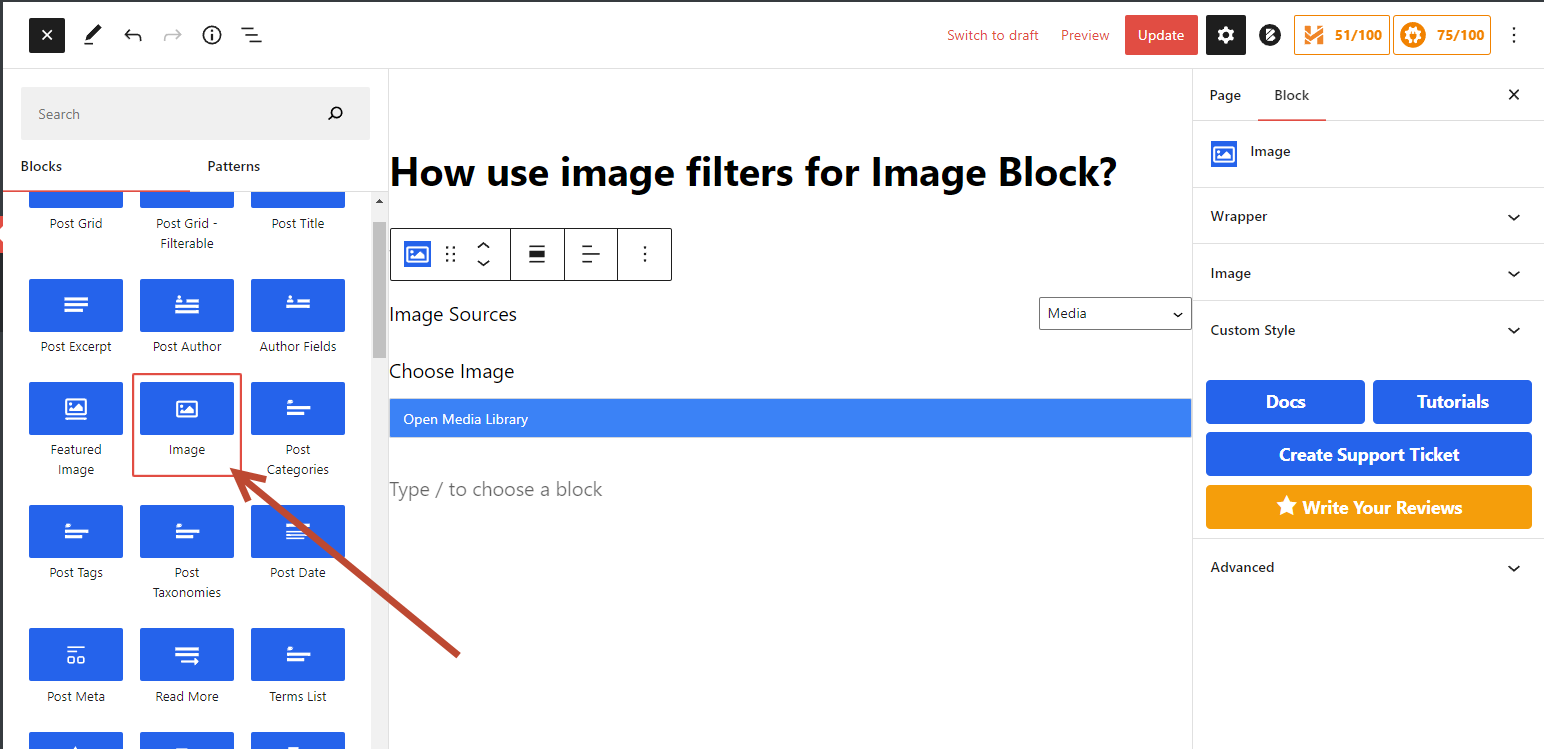 Switch to draft
Preview
Update
51/100
75/100
Search
Blocks
Patterns
Post Grid
Post Grid -
Filterable
Post Title
Post Excerpt
Post Author
Author Fields
Featured
Image
Image
Post
Categories
Post Tags
Post
Taxonomies
Post Date
Post Meta
Read More
Terms List
How use image filters for Image Block?
Image Sources
Media
Choose Image
Open Media Library
Type / to choose a block
Page
Block
Image
Wrapper
Image
Custom Style
Docs
Tutorials
Create Support Ticket
Write Your Reviews
Advanced